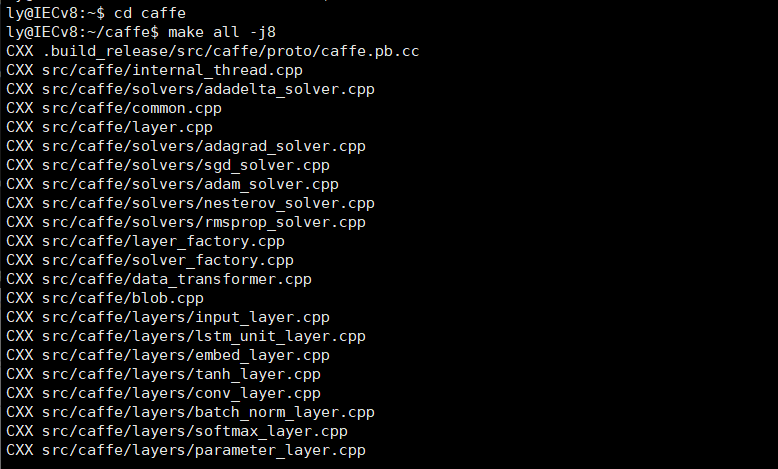 ly@IECv8:~$ cd caffe
ly@IECv8:~/caffe$ make all -j8
CXX .build_release/src/caffe/proto/caffe.pb.cc
CXX src/caffe/internal_thread.cpp
CXX src/caffe/solvers/adadelta_solver.cpp
CXX src/caffe/common.cpp
CXX src/caffe/layer.cpp
CXX src/caffe/solvers/adagrad_solver.cpp
CXX src/caffe/solvers/sgd_solver.cpp
CXX src/caffe/solvers/adam_solver.cpp
CXX src/caffe/solvers/nesterov_solver.cpp
CXX src/caffe/solvers/rmsprop_solver.cpp
CXX src/caffe/layer_factory.cpp
CXX src/caffe/solver_factory.cpp
CXX src/caffe/data_transformer.cpp
CXX src/caffe/blob.cpp
CXX src/caffe/layers/input_layer.cpp
CXX src/caffe/layers/lstm_unit_layer.cpp
CXX src/caffe/layers/embed_layer.cpp
CXX src/caffe/layers/tanh_layer.cpp
CXX src/caffe/layers/conv_layer.cpp
CXX src/caffe/layers/batch_norm_layer.cpp
CXX src/caffe/layers/softmax_layer.cpp
CXX src/caffe/layers/parameter_layer.cpp